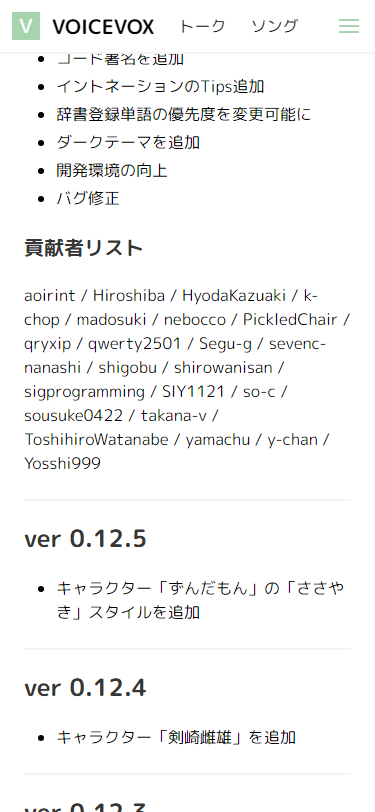 V VOICEVOX トーク ソング
コード署名を追加
イントネーションのTips追加
辞書登録単語の優先度を変更可能に
ダークテーマを追加
開発環境の向上
バグ修正
貢献者リスト
aoirint / Hiroshiba / HyodaKazuaki / k-
chop / madosuki / nebocco / PickledChair /
qryxip / qwerty2501 / Segu-g / sevenc-
nanashi / shigobu / shirowanisan /
sigprogramming / SIY1121 / so-c /
sousuke0422 / takana-v /
ToshihiroWatanabe / yamachu / y-chan /
Yosshi999
ver 0.12.5
キャラクター「ずんだもん」の「ささや
き」スタイルを追加
ver 0.12.4
キャラクター「剣崎雌雄」を追加
ver 0.12.3